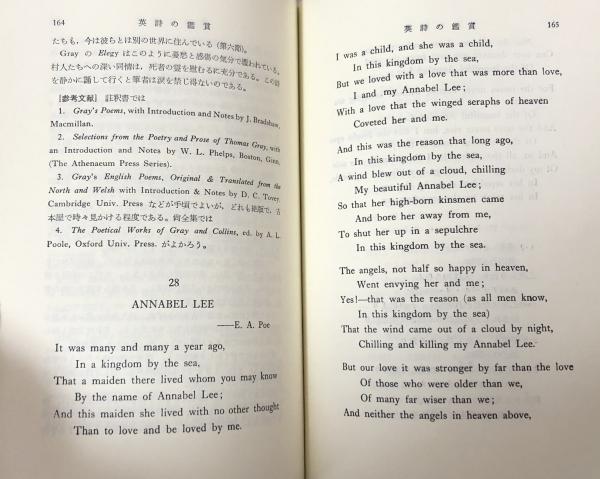 164
英詩の鑑賞
たちも、今は彼らとは別の世界に住んでいる(第六節)。
Gray の Elegy はこのように憂愁と感傷の気分で覆われている。
村人たちへの深い同情は、死者の霊を慰むるに充分である。この詩
を静かに誦して行くと筆者は涙を禁じ得ないのである。
[参考文献] 註釈書では
1. Gray's Poems, with Introduction and Notes by J. Bradshaw,
Macmillan.
2. Selections from the Poetry and Prose of Thomas Gray, with
an Introduction and Notes by W. L. Phelps, Boston, Ginn,
(The Athenaeum Press Series).
3. Gray's English Poems, Original & Translated from the
North and Welsh with Introduction & Notes by D. C. Tovey,
Cambridge Univ. Press などが手頃でよいが、どれも絶版で、古
本屋で時々見かける程度である。尚全集では
4. The Poetical Works of Gray and Collins, ed. by A. L.
Poole, Oxford Univ. Press. がよかろう。
28
ANNABEL LEE
——E. A. Poe
It was many and many a year ago,
In a kingdom by the sea,
That a maiden there lived whom you may know
By the name of Annabel Lee;
And this maiden she lived with no other thought
Than to love and be loved by me.
英詩の鑑賞
165
I was a child, and she was a child,
In this kingdom by the sea,
But we loved with a love that was more than love,
I and my Annabel Lee;
With a love that the winged seraphs of heaven
Coveted her and me.
And this was the reason that long ago,
In this kingdom by the sea,
A wind blew out of a cloud, chilling
My beautiful Annabel Lee;
So that her high-born kinsmen came
And bore her away from me,
To shut her up in a sepulchre
In this kingdom by the sea.
The angels, not half so happy in heaven,
Went envying her and me;
Yes!—that was the reason (as all men know,
In this kingdom by the sea)
That the wind came out of a cloud by night,
Chilling and killing my Annabel Lee.
But our love it was stronger by far than the love
Of those who were older than we,
Of many far wiser than we;
And neither the angels in heaven above,